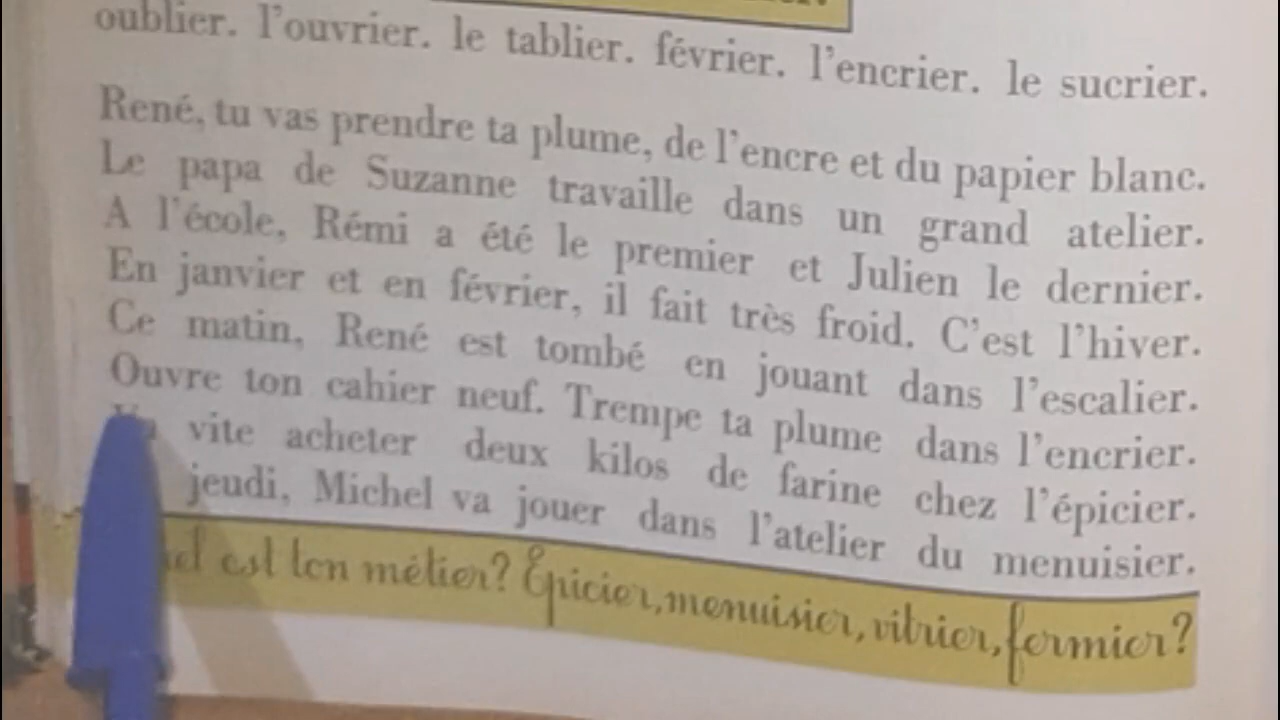 oublier. l'ouvrier. le tablier. février. l'encrier. le sucrier.
René, tu vas prendre ta plume, de l'encre et du papier blanc.
Le papa de Suzanne travaille dans un grand atelier.
A l'école, Rémi a été le premier et Julien le dernier.
En janvier et en février, il fait très froid. C'est l'hiver.
Ce matin, René est tombé en jouant dans l'escalier.
Ouvre ton cahier neuf. Trempe ta plume dans l'encrier.
vite acheter deux kilos de farine chez l'épicier.
jeudi, Michel va jouer dans l'atelier du menuisier.
est ton métier? Épicier, menuisier, vitrier, fermier?